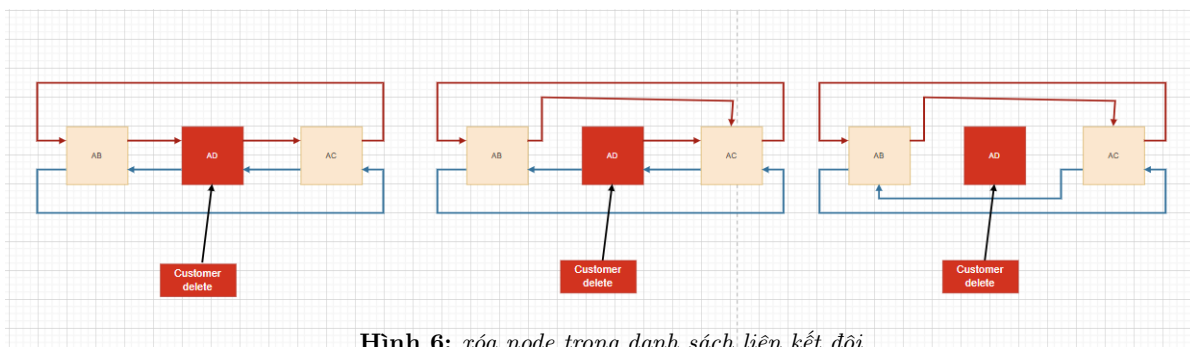 AB
AD
AC
Customer
delete
AB
AD
AC
Customer
delete
AB
AD
AC
Customer
delete
Hình 6: xóa node trong danh sách liên kết đôi